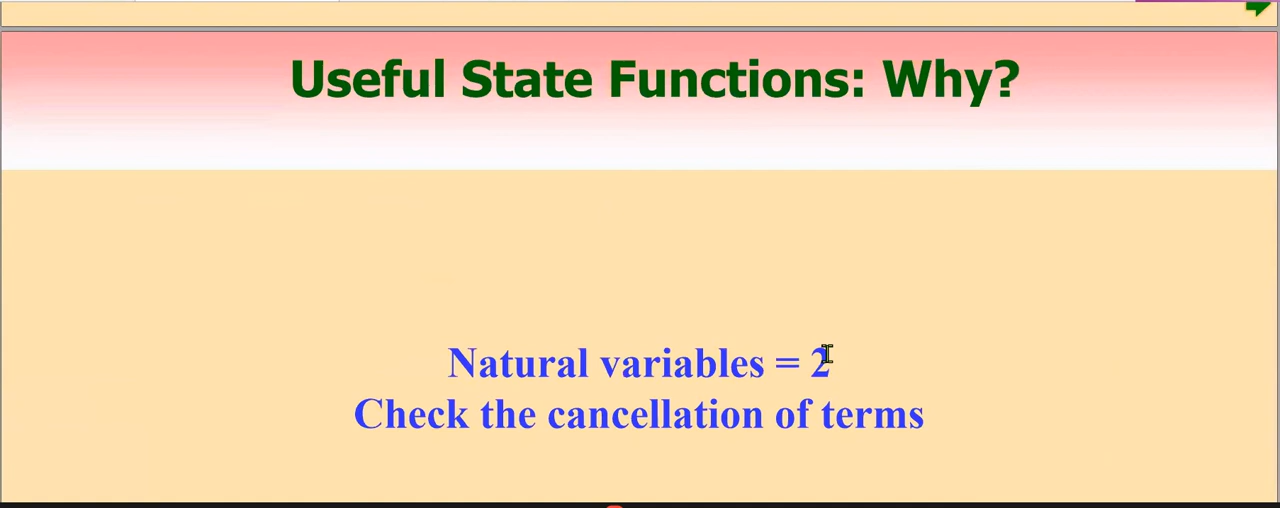 Useful State Functions: Why?
Natural variables = 2
Check the cancellation of terms